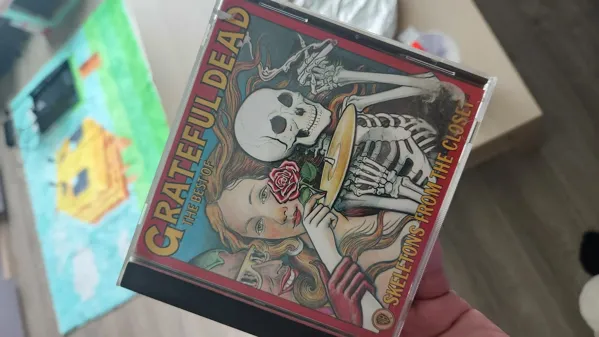 THE BEST OF
GRATEFUL DEAD
SKELETONS FROM THE CLOSET